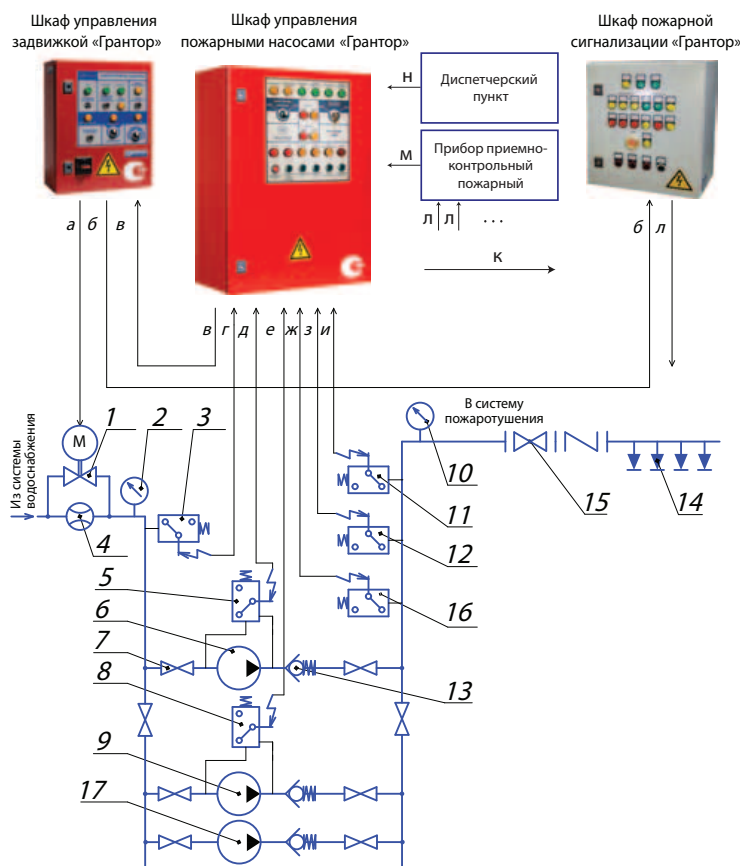 Шкаф управления
задвижкой «Грантор»
Шкаф управления
пожарными насосами «Грантор»
Шкаф пожарной
сигнализации «Грантор»
Диспетчерский
пункт
н
Прибор приемно-
контрольный
пожарный
м
л л ...
к
а б в
б л
в г д е ж з и
М
Из системы
водоснабжения
В систему
пожаротушения
1
2
3
4
5
6
7
8
9
17
10
11
12
16
13
15
14